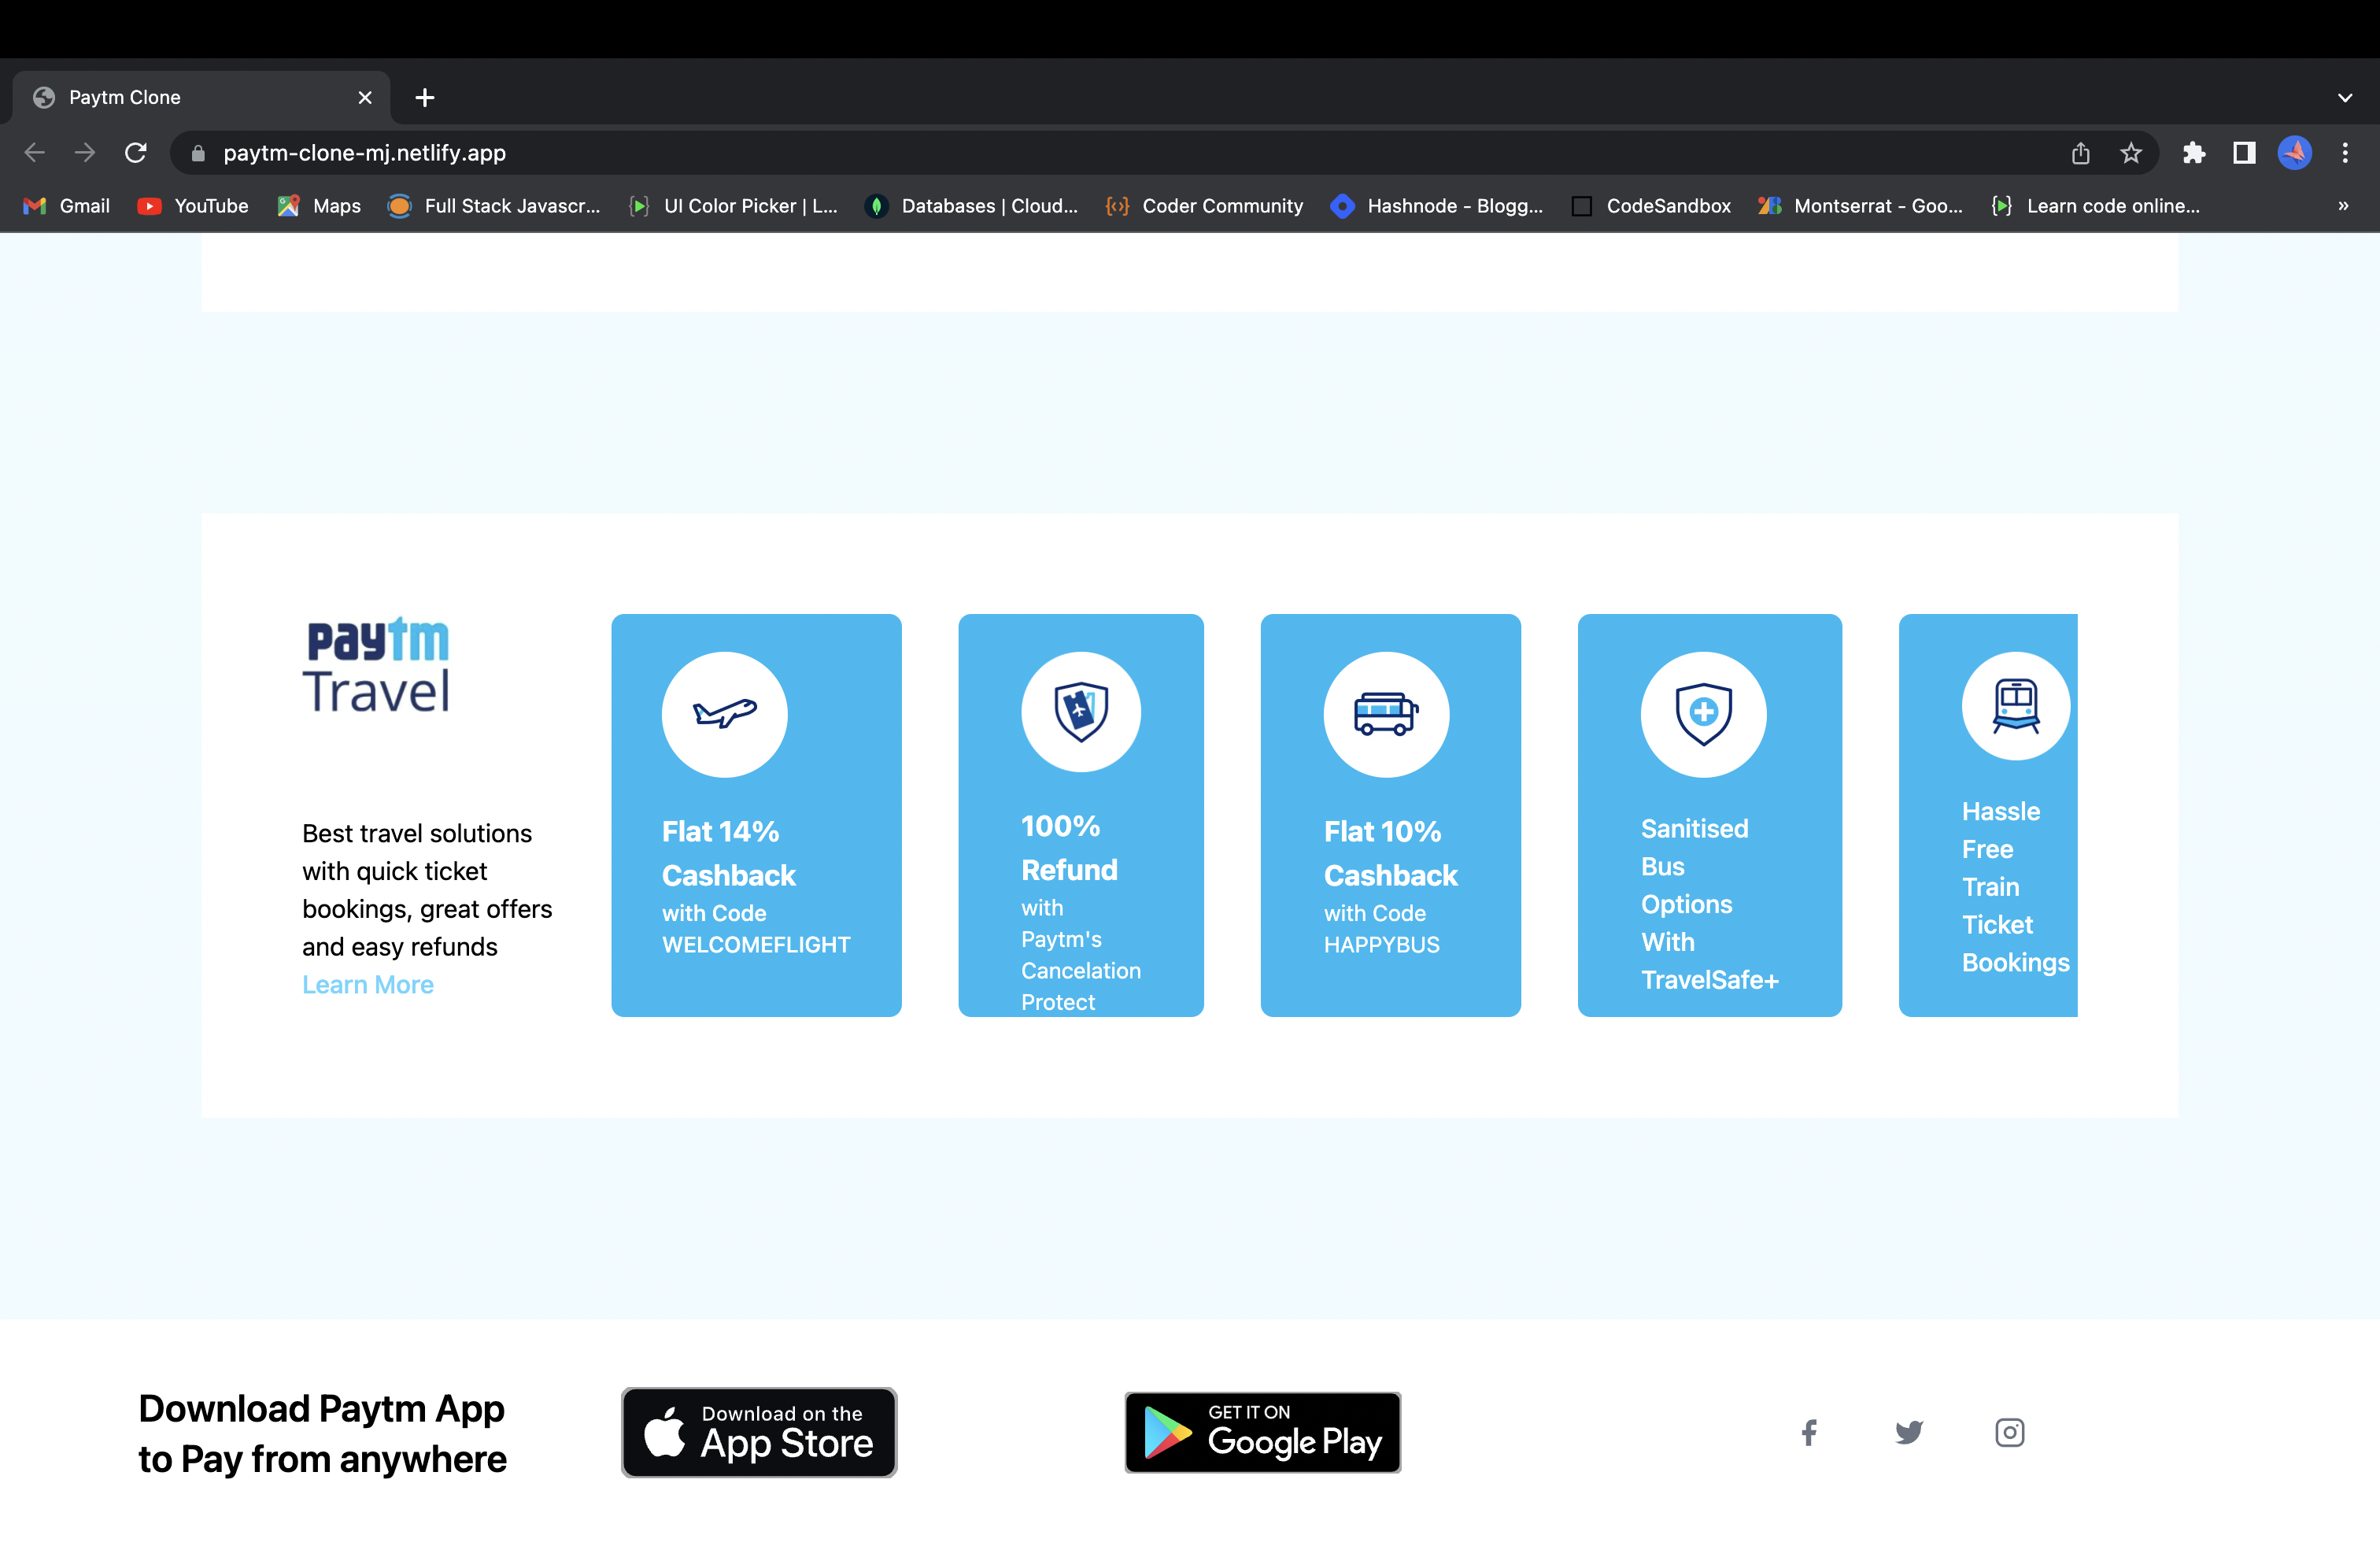 Paytm Clone
paytm-clone-mj.netlify.app
Gmail
YouTube
Maps
Full Stack Javascr...
UI Color Picker | L...
Databases | Cloud...
Coder Community
Hashnode - Blogg...
CodeSandbox
Montserrat - Goo...
Learn code online...
»
paytm
Travel
Best travel solutions
with quick ticket
bookings, great offers
and easy refunds
Learn More
Flat 14%
Cashback
with Code
WELCOMEFLIGHT
100%
Refund
with
Paytm's
Cancelation
Protect
Flat 10%
Cashback
with Code
HAPPYBUS
Sanitised
Bus
Options
With
TravelSafe+
Hassle
Free
Train
Ticket
Bookings
Download Paytm App
to Pay from anywhere
Download on the
App Store
GET IT ON
Google Play